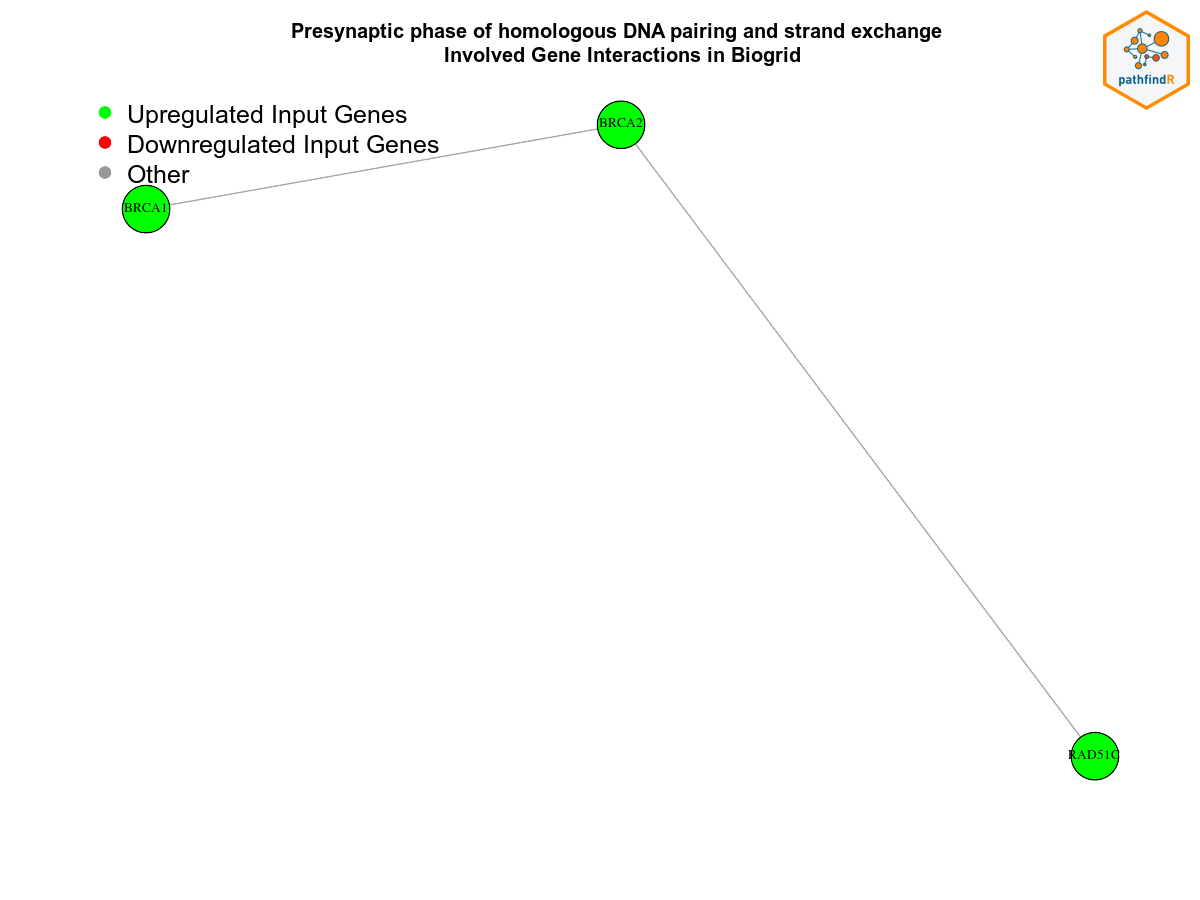 Presynaptic phase of homologous DNA pairing and strand exchange
Involved Gene Interactions in Biogrid
pathfindR
Upregulated Input Genes
Downregulated Input Genes
Other
BRCA2
BRCA1
RAD51C